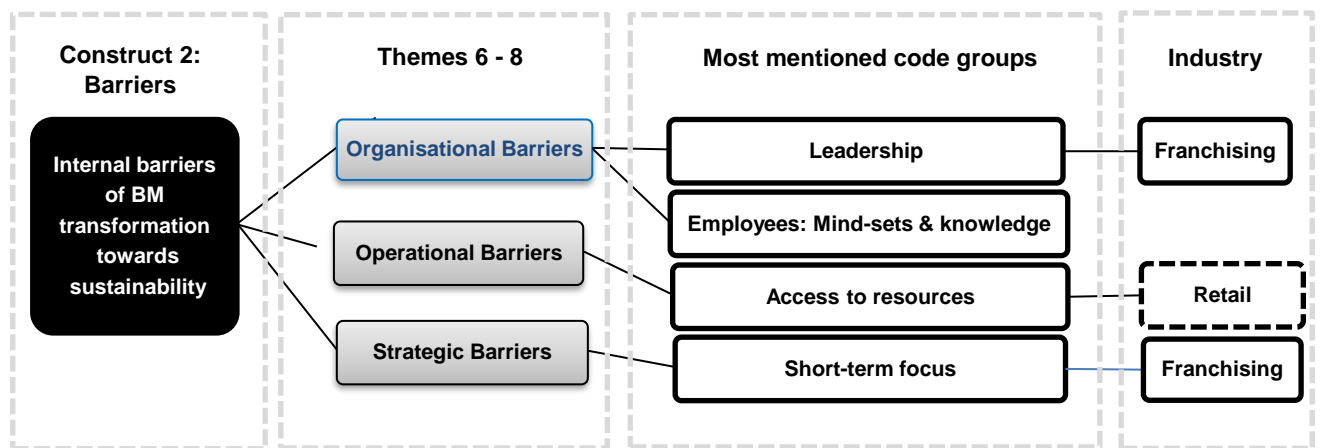 Construct 2:
Barriers
Themes 6 - 8
Most mentioned code groups
Industry
Internal barriers
of BM
transformation
towards
sustainability
Organisational Barriers
Operational Barriers
Strategic Barriers
Leadership
Employees: Mind-sets & knowledge
Access to resources
Short-term focus
Franchising
Retail
Franchising